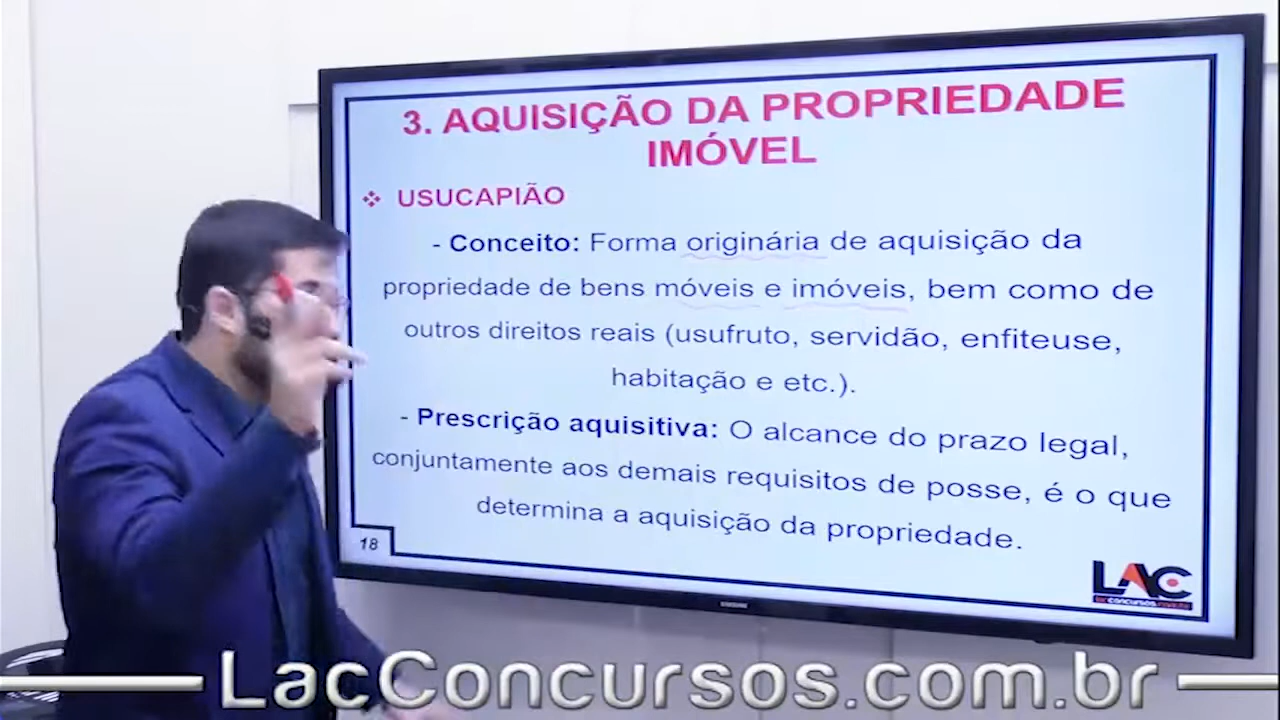 3. AQUISIÇÃO DA PROPRIEDADE
IMÓVEL
USUCAPIÃO
- Conceito: Forma originária de aquisição da
propriedade de bens móveis e imóveis, bem como de
outros direitos reais (usufruto, servidão, enfiteuse,
habitação e etc.).
- Prescrição aquisitiva: O alcance do prazo legal,
conjuntamente aos demais requisitos de posse, é o que
determina a aquisição da propriedade.
18
LAC
SAMSUNG
LacConcursos.com.br